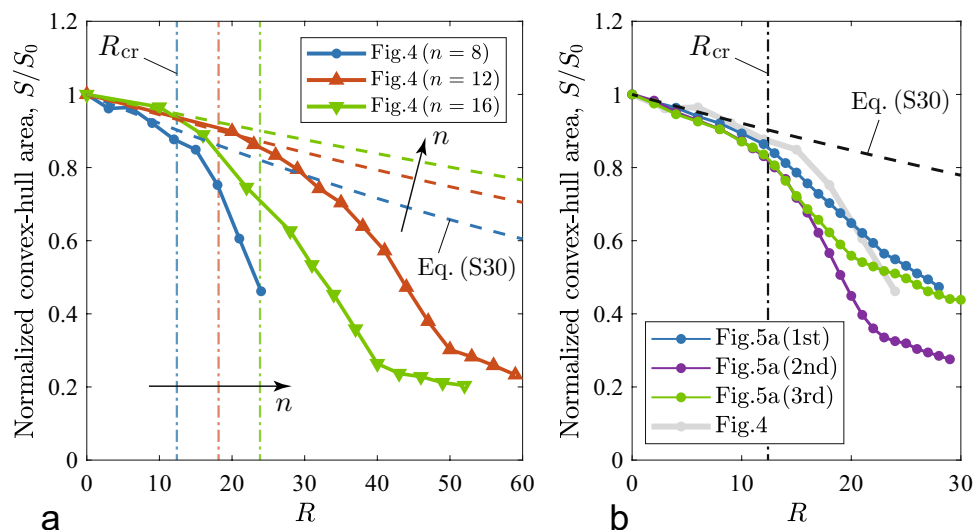 1.2
1
0.8
0.6
0.4
0.2
0
Normalized convex-hull area, S/S₀
0 10 20 30 40 50 60
R
R_cr
Fig.4 (n = 8)
Fig.4 (n = 12)
Fig.4 (n = 16)
n
Eq. (S30)
n
a
1.2
1
0.8
0.6
0.4
0.2
0
Normalized convex-hull area, S/S₀
0 10 20 30
R
R_cr
Eq. (S30)
Fig.5a (1st)
Fig.5a (2nd)
Fig.5a (3rd)
Fig.4
b